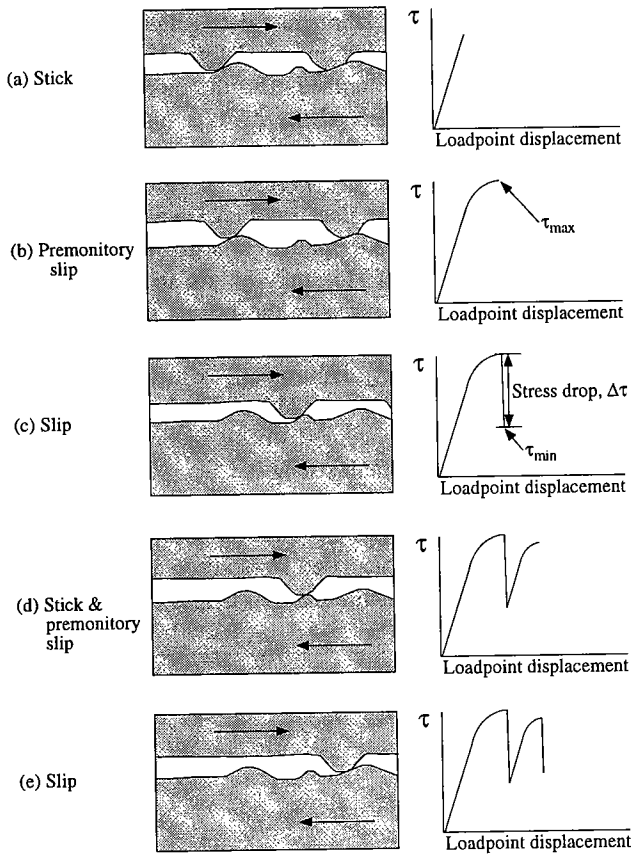 (a) Stick
τ
Loadpoint displacement
(b) Premonitory
slip
τ
τmax
Loadpoint displacement
(c) Slip
τ
Stress drop, Δτ
τmin
Loadpoint displacement
(d) Stick &
premonitory
slip
τ
Loadpoint displacement
(e) Slip
τ
Loadpoint displacement